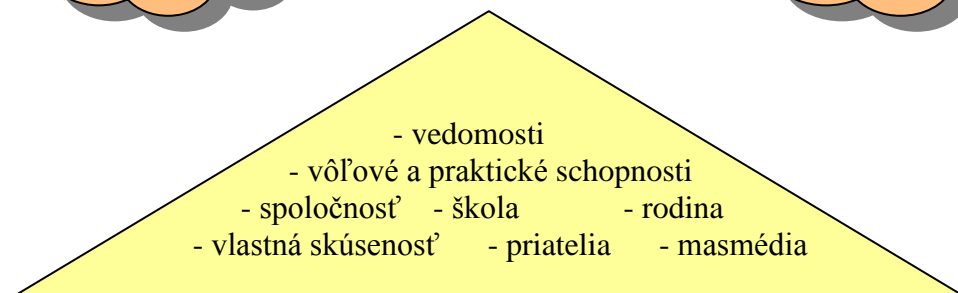 - vedomosti
- vôľové a praktické schopnosti
- spoločnosť - škola - rodina
- vlastná skúsenosť - priatelia - masmédia